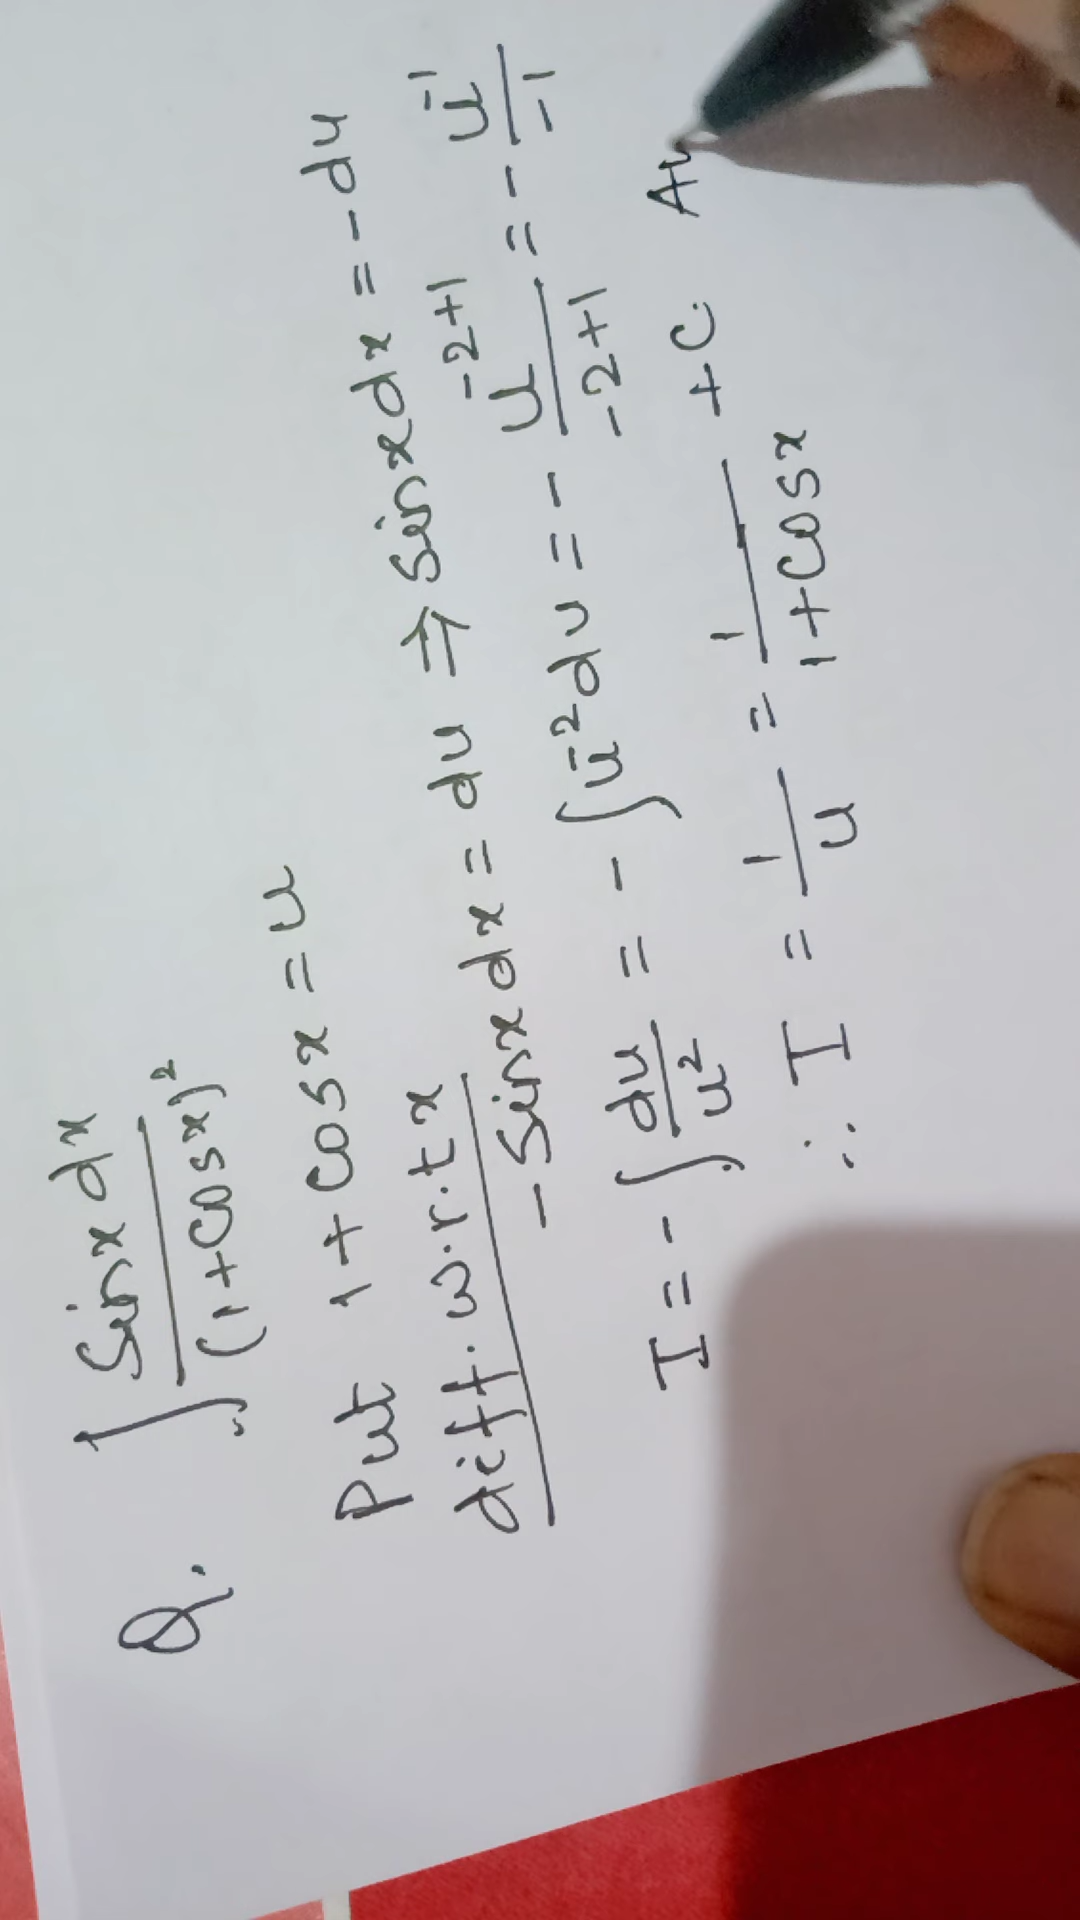 Q. ∫ Sinx dx / (1+Cosx)²
Put 1+Cosx = u
diff. w.r.t x
-Sinx dx = du ⇒ Sinx dx = -du
I = -∫ du/u² = -∫ u⁻² du = - u⁻²⁺¹/-2+1 = - u⁻¹/-1
∴ I = 1/u = 1/1+Cosx + C.